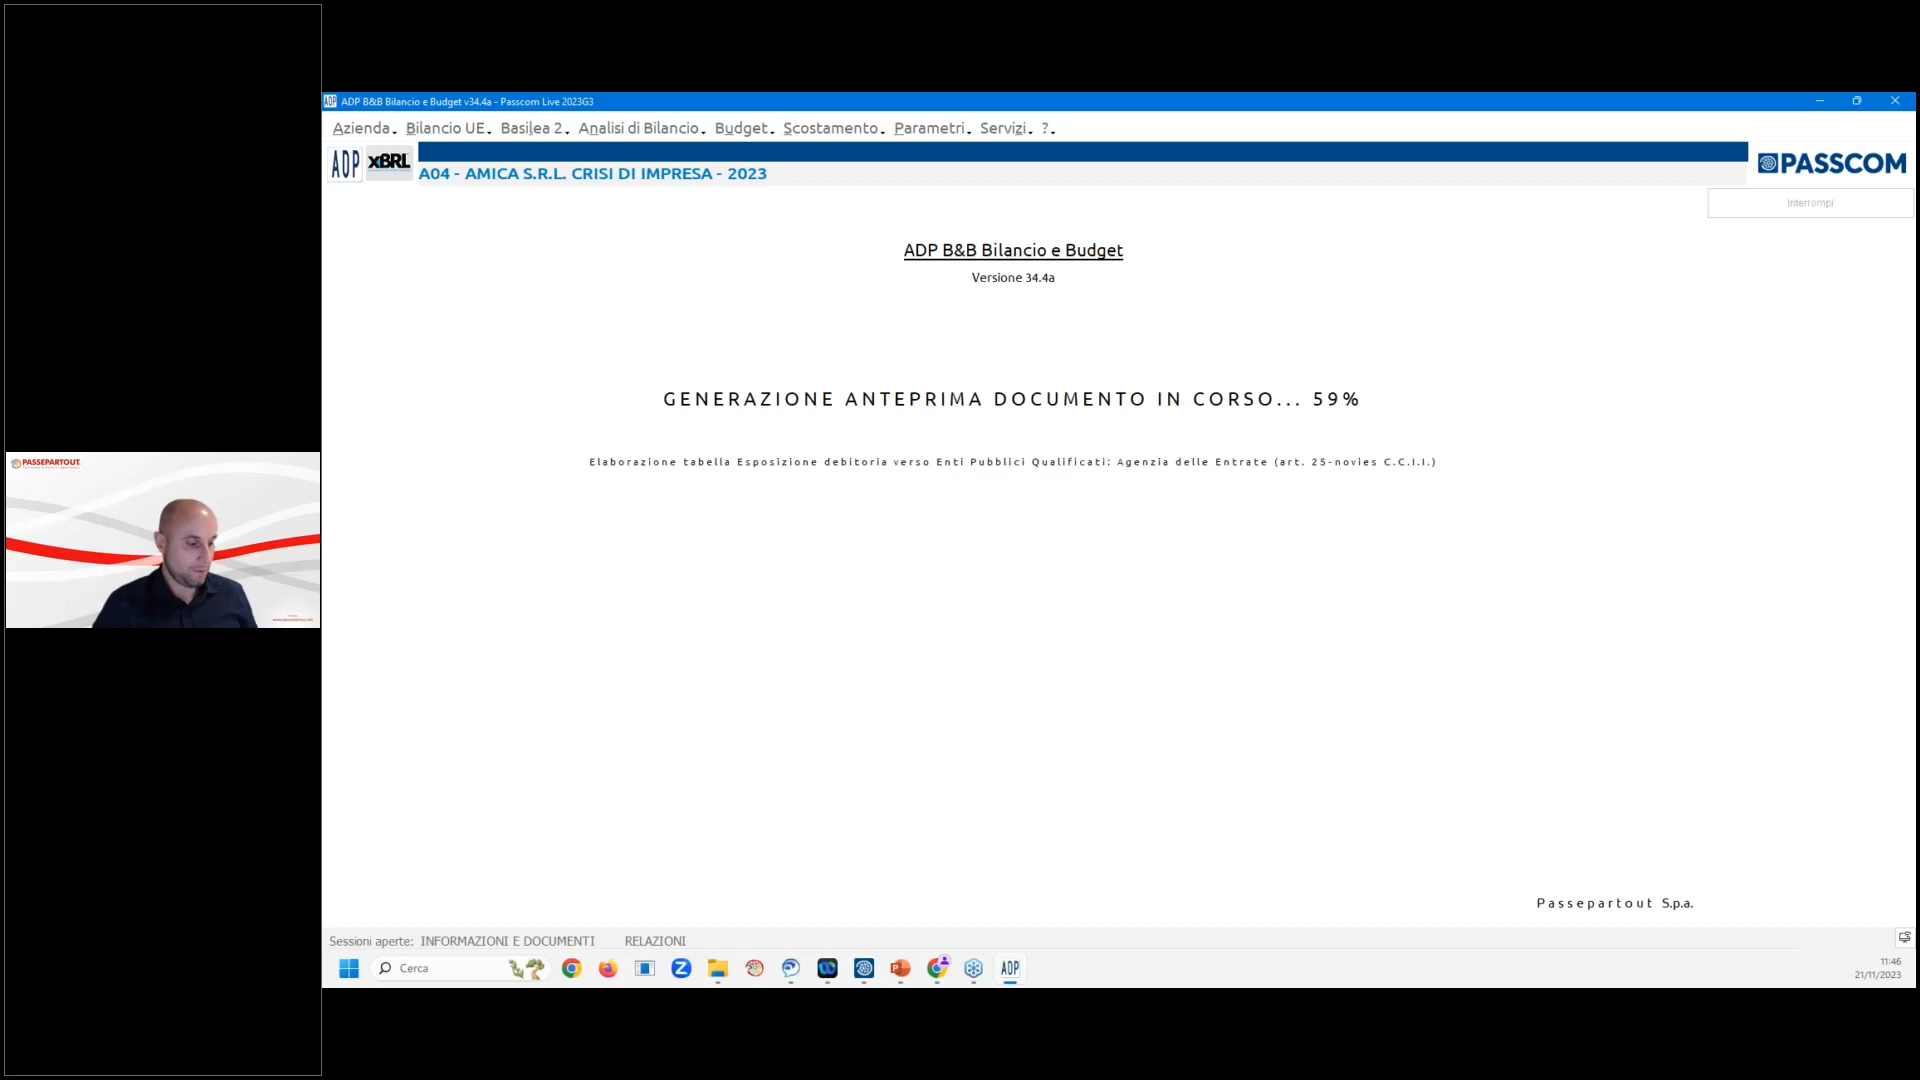 ADP B&B Bilancio e Budget v34.4a - Passcom Live 2023G3
Azienda Bilancio UE Basilea 2 Analisi di Bilancio Budget Scostamento Parametri Servizi ?
ADP XBRL
A04 - AMICA S.R.L. CRISI DI IMPRESA - 2023
PASSCOM
Interrompi
ADP B&B Bilancio e Budget
Versione 34.4a
GENERAZIONE ANTEPRIMA DOCUMENTO IN CORSO... 59%
Elaborazione tabella Esposizione debitoria verso Enti Pubblici Qualificati: Agenzia delle Entrate (art. 25-novies C.C.I.I.)
PASSEPARTOUT
Passepartout S.p.a.
Sessioni aperte: INFORMAZIONI E DOCUMENTI RELAZIONI
Cerca
ADP
11:46
21/11/2023